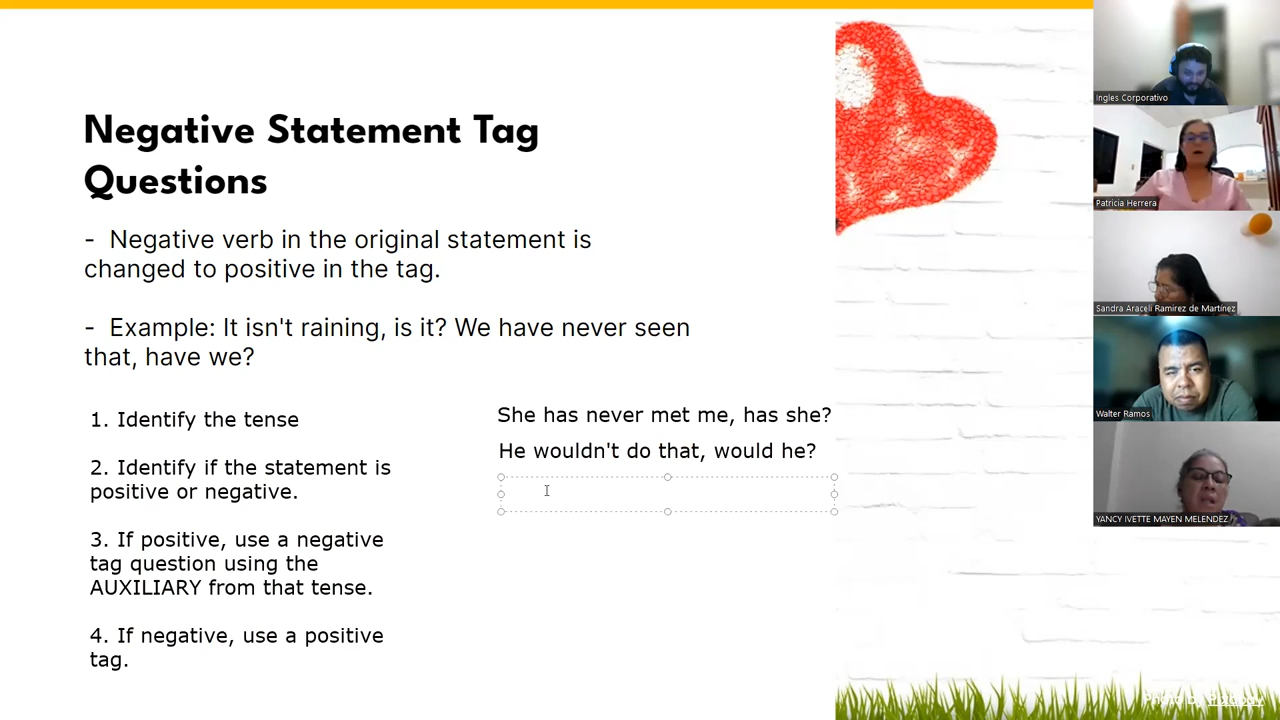 Negative Statement Tag
Questions
- Negative verb in the original statement is
changed to positive in the tag.
- Example: It isn't raining, is it? We have never seen
that, have we?
1. Identify the tense
2. Identify if the statement is
positive or negative.
3. If positive, use a negative
tag question using the
AUXILIARY from that tense.
4. If negative, use a positive
tag.
She has never met me, has she?
He wouldn't do that, would he?
Ingles Corporativo
Patricia Herrera
Sandra Araceli Ramirez de Martínez
Walter Ramos
YANCY IVETTE MAYEN MELENDEZ
Photo by Pixabay